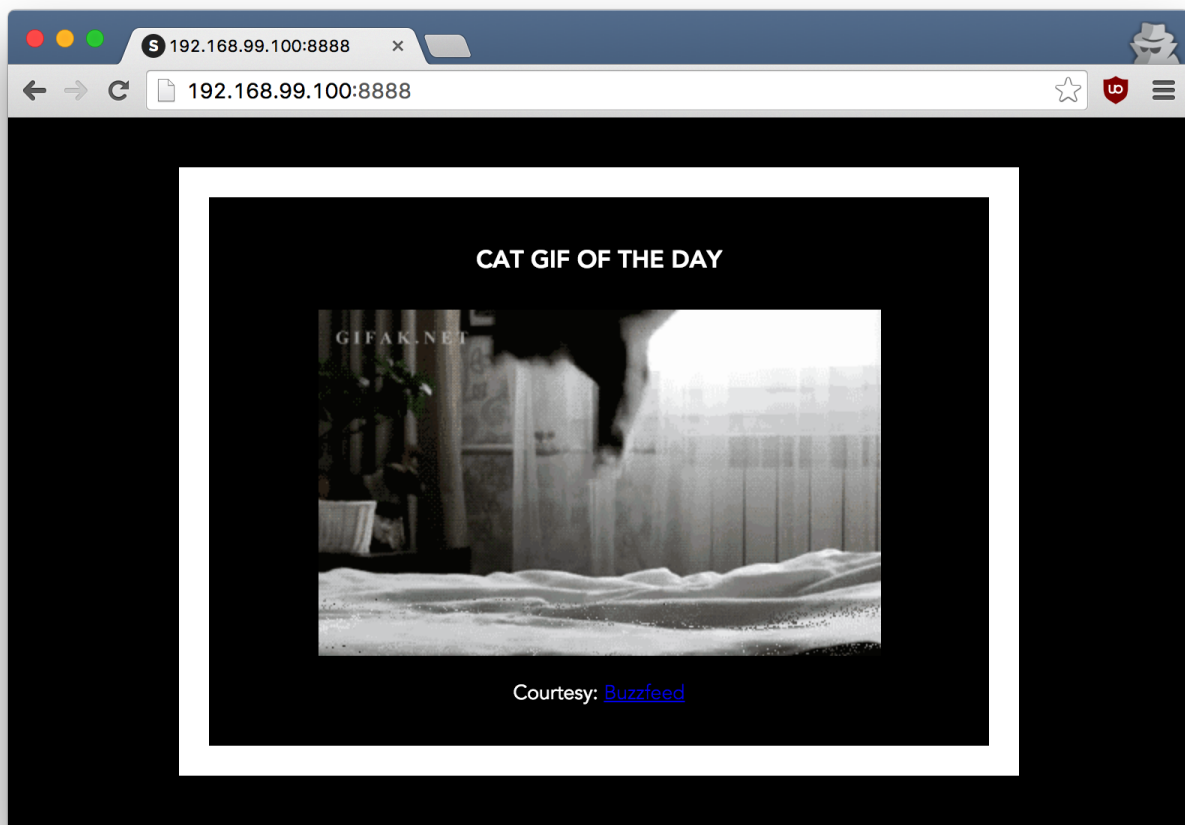 S 192.168.99.100:8888
192.168.99.100:8888
CAT GIF OF THE DAY
GIFAK.NET
Courtesy: Buzzfeed